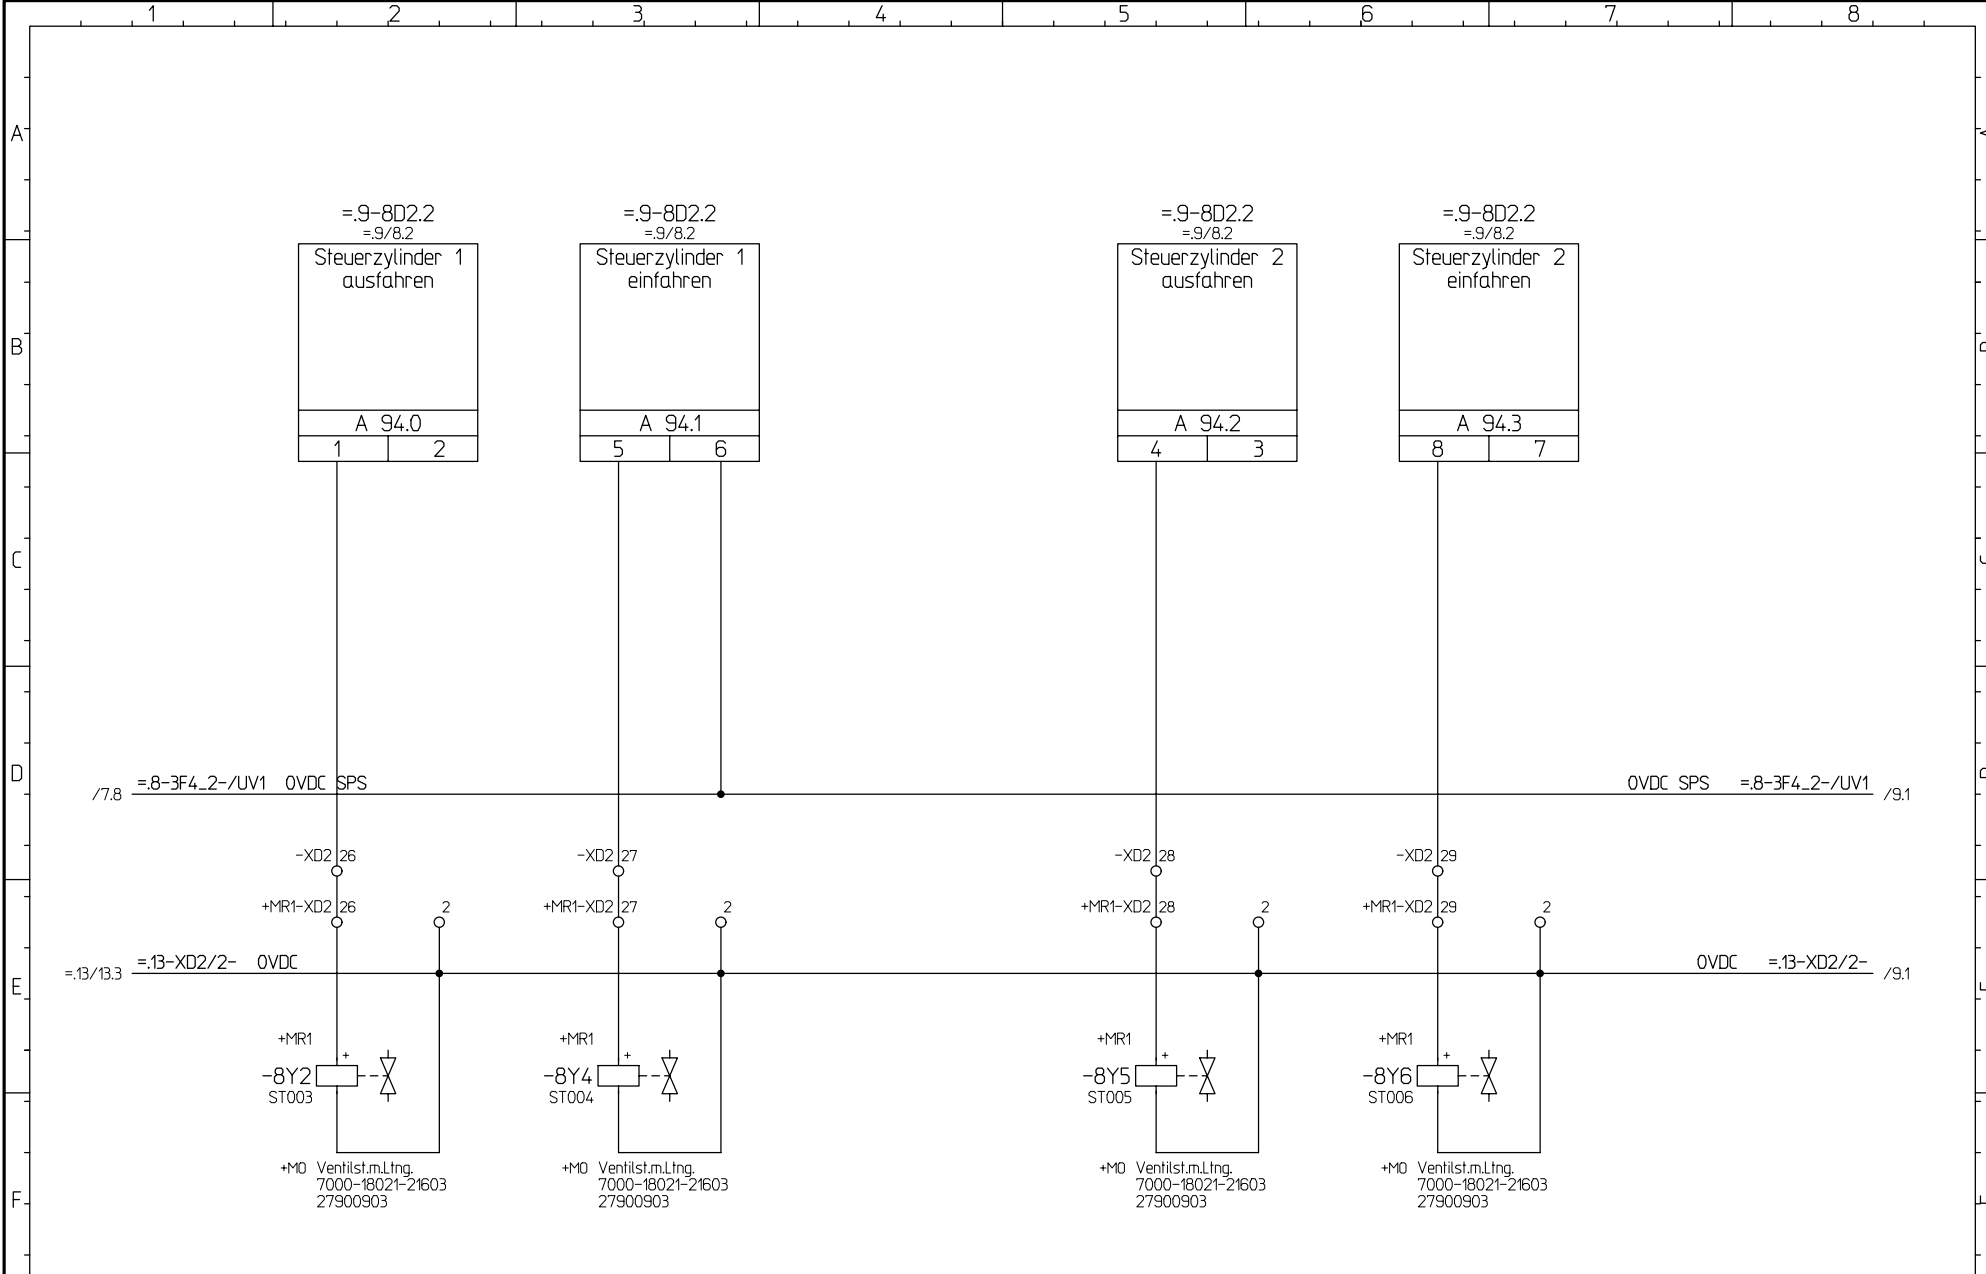 1 2 3 4 5 6 7 8
A
=.9-8D2.2 =.9-8D2.2 =.9-8D2.2 =.9-8D2.2
=.9/8.2 =.9/8.2 =.9/8.2 =.9/8.2
Steuerzylinder 1 Steuerzylinder 1 Steuerzylinder 2 Steuerzylinder 2
ausfahren einfahren ausfahren einfahren
B
A 94.0 A 94.1 A 94.2 A 94.3
1 2 5 6 4 3 8 7
C
D
/7.8 =.8-3F4_2-/UV1 0VDC SPS 0VDC SPS =.8-3F4_2-/UV1 /9.1
-XD2 26 -XD2 27 -XD2 28 -XD2 29
+MR1-XD2 26 2 +MR1-XD2 27 2 +MR1-XD2 28 2 +MR1-XD2 29 2
=.13/13.3 =.13-XD2/2- 0VDC 0VDC =.13-XD2/2- /9.1
E
+MR1 +MR1 +MR1 +MR1
+ + + +
-8Y2 -8Y4 -8Y5 -8Y6
ST003 ST004 ST005 ST006
+M0 Ventilst.m.Ltng. +M0 Ventilst.m.Ltng. +M0 Ventilst.m.Ltng. +M0 Ventilst.m.Ltng.
7000-18021-21603 7000-18021-21603 7000-18021-21603 7000-18021-21603
27900903 27900903 27900903 27900903
F